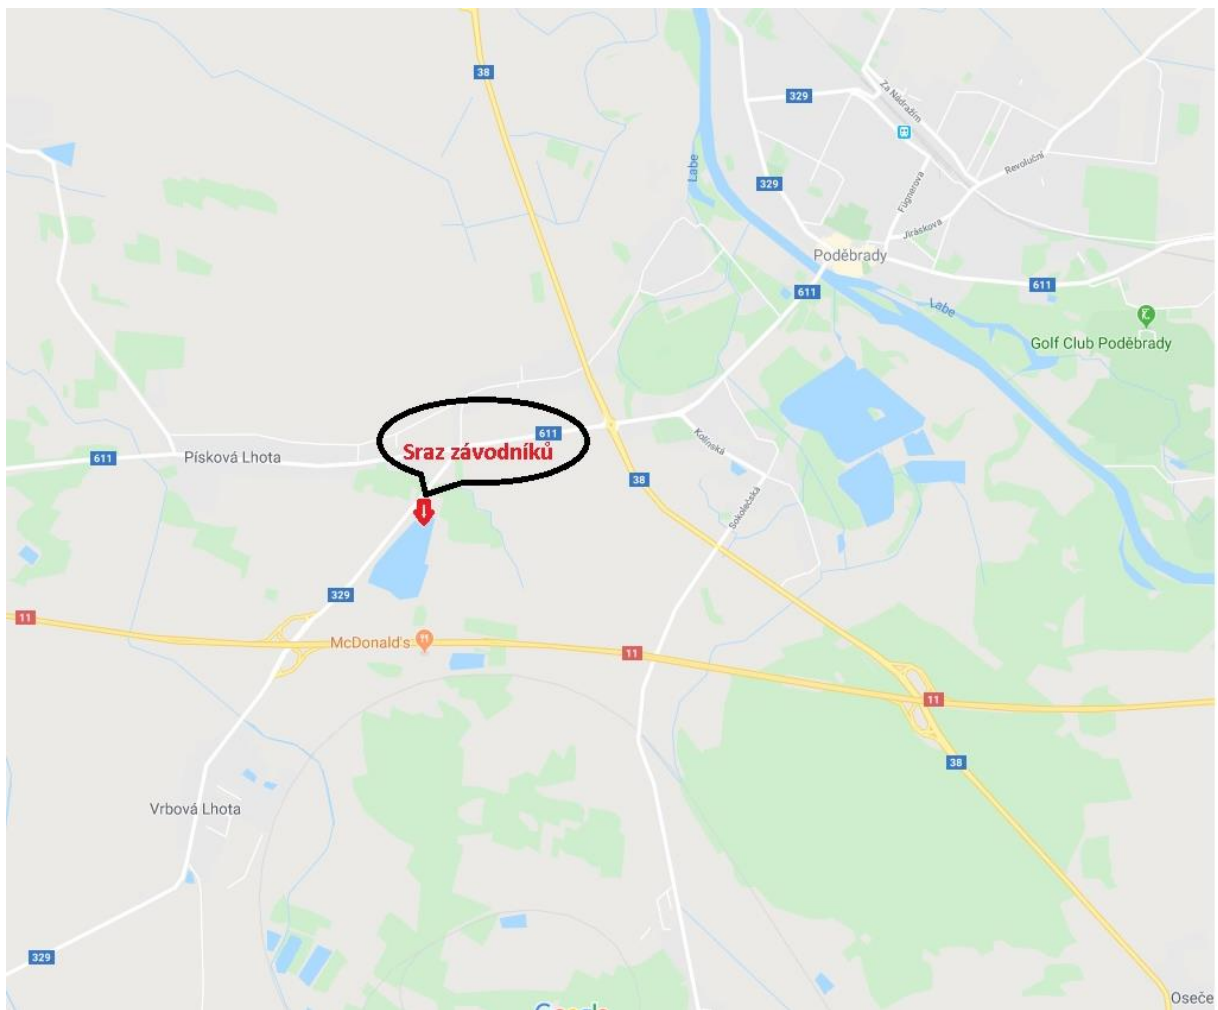 38
329
Za Nádražím
Revoluční
Labe
329
Fügnerova
Jiráskova
Poděbrady
611
611
Labe
Golf Club Poděbrady
611
Sraz závodníků
Kolínská
Písková Lhota
611
38
Sokolečská
329
11
McDonald's
11
11
38
Vrbová Lhota
329
Oseče
Google